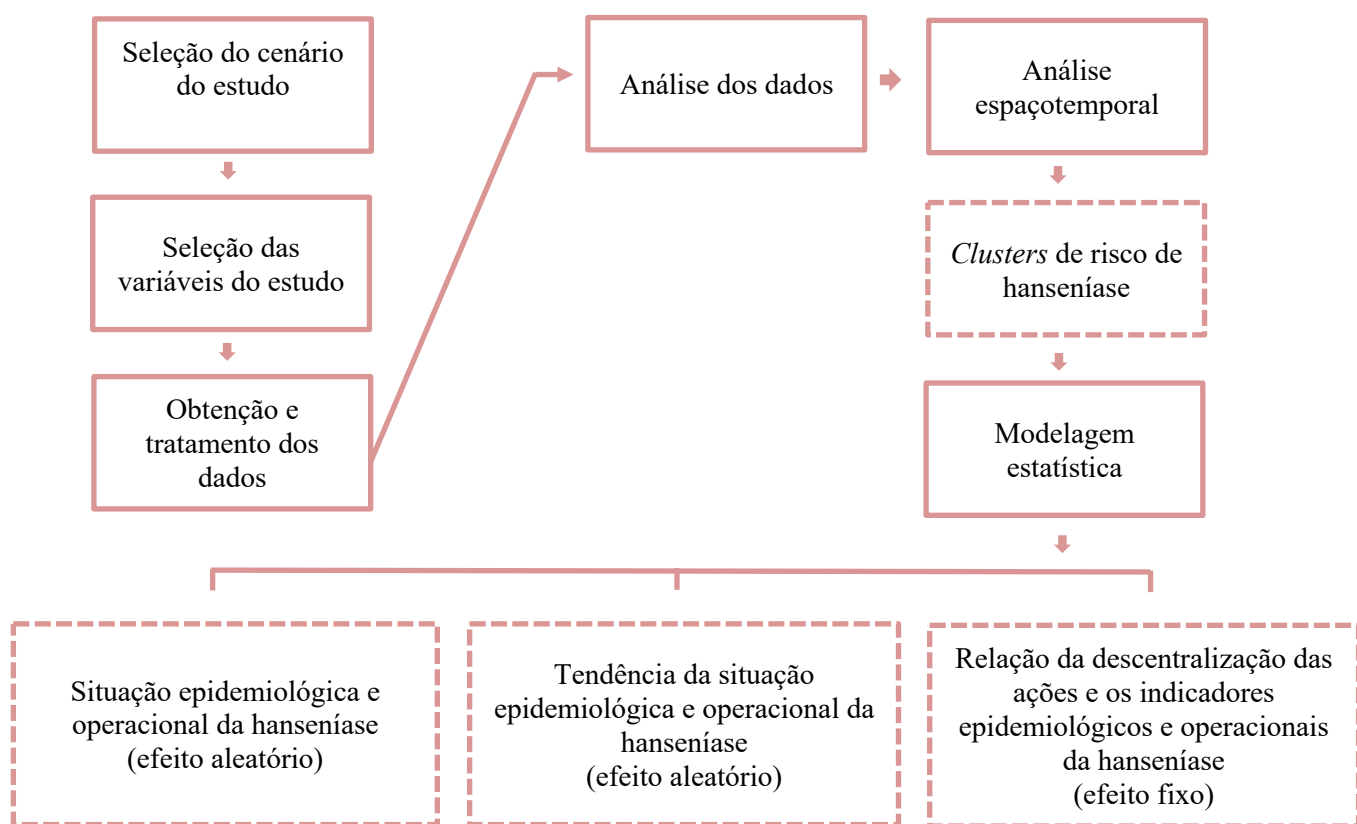 Seleção do cenário
do estudo
Seleção das
variáveis do estudo
Obtenção e
tratamento dos
dados
Análise dos dados
Análise
espaçotemporal
Clusters de risco de
hanseníase
Modelagem
estatística
Situação epidemiológica e
operacional da hanseníase
(efeito aleatório)
Tendência da situação
epidemiológica e operacional da
hanseníase
(efeito aleatório)
Relação da descentralização das
ações e os indicadores
epidemiológicos e operacionais
da hanseníase
(efeito fixo)